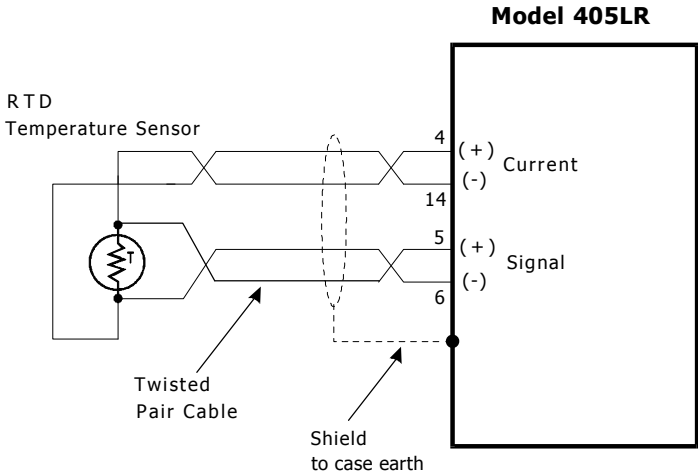 Model 405LR
RTD
Temperature Sensor
4
(+)
Current
(-)
14
5
(+)
Signal
(-)
6
T
Twisted
Pair Cable
Shield
to case earth